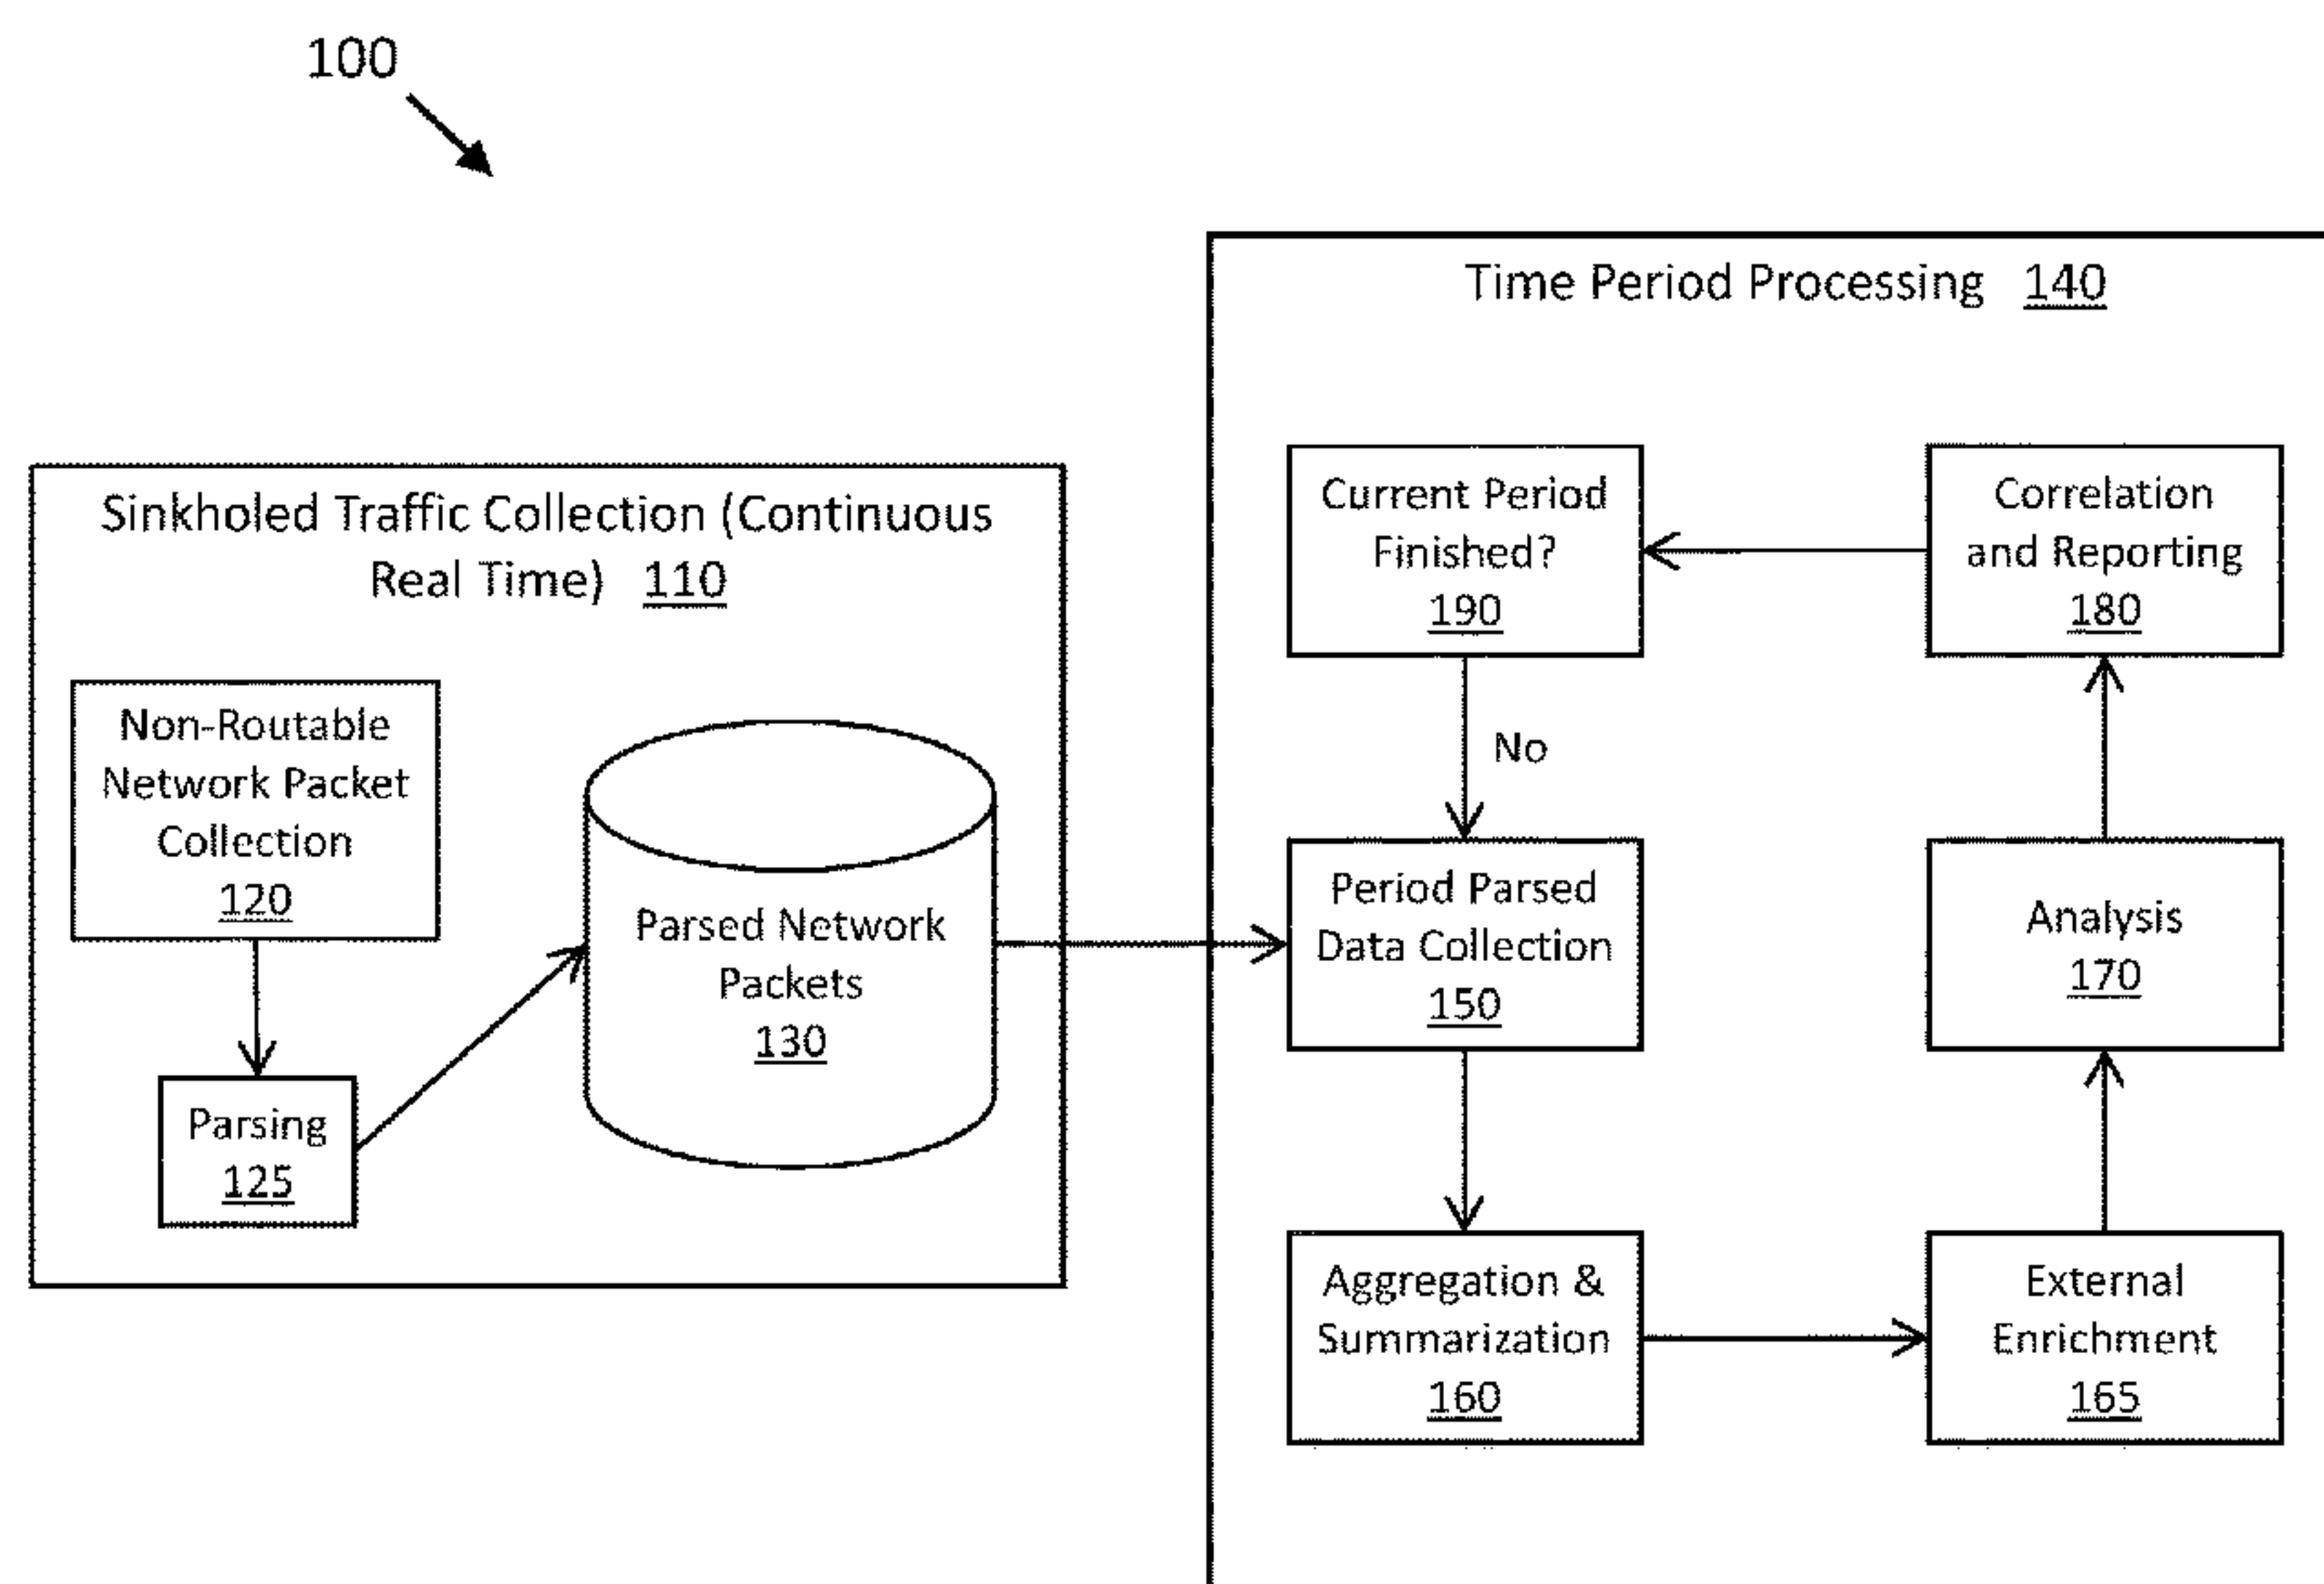 100
Time Period Processing 140
Sinkholed Traffic Collection (Continuous
Real Time) 110
Non-Routable
Network Packet
Collection
120
Parsing
125
Parsed Network
Packets
130
Current Period
Finished?
190
No
Period Parsed
Data Collection
150
Aggregation &
Summarization
160
External
Enrichment
165
Analysis
170
Correlation
and Reporting
180